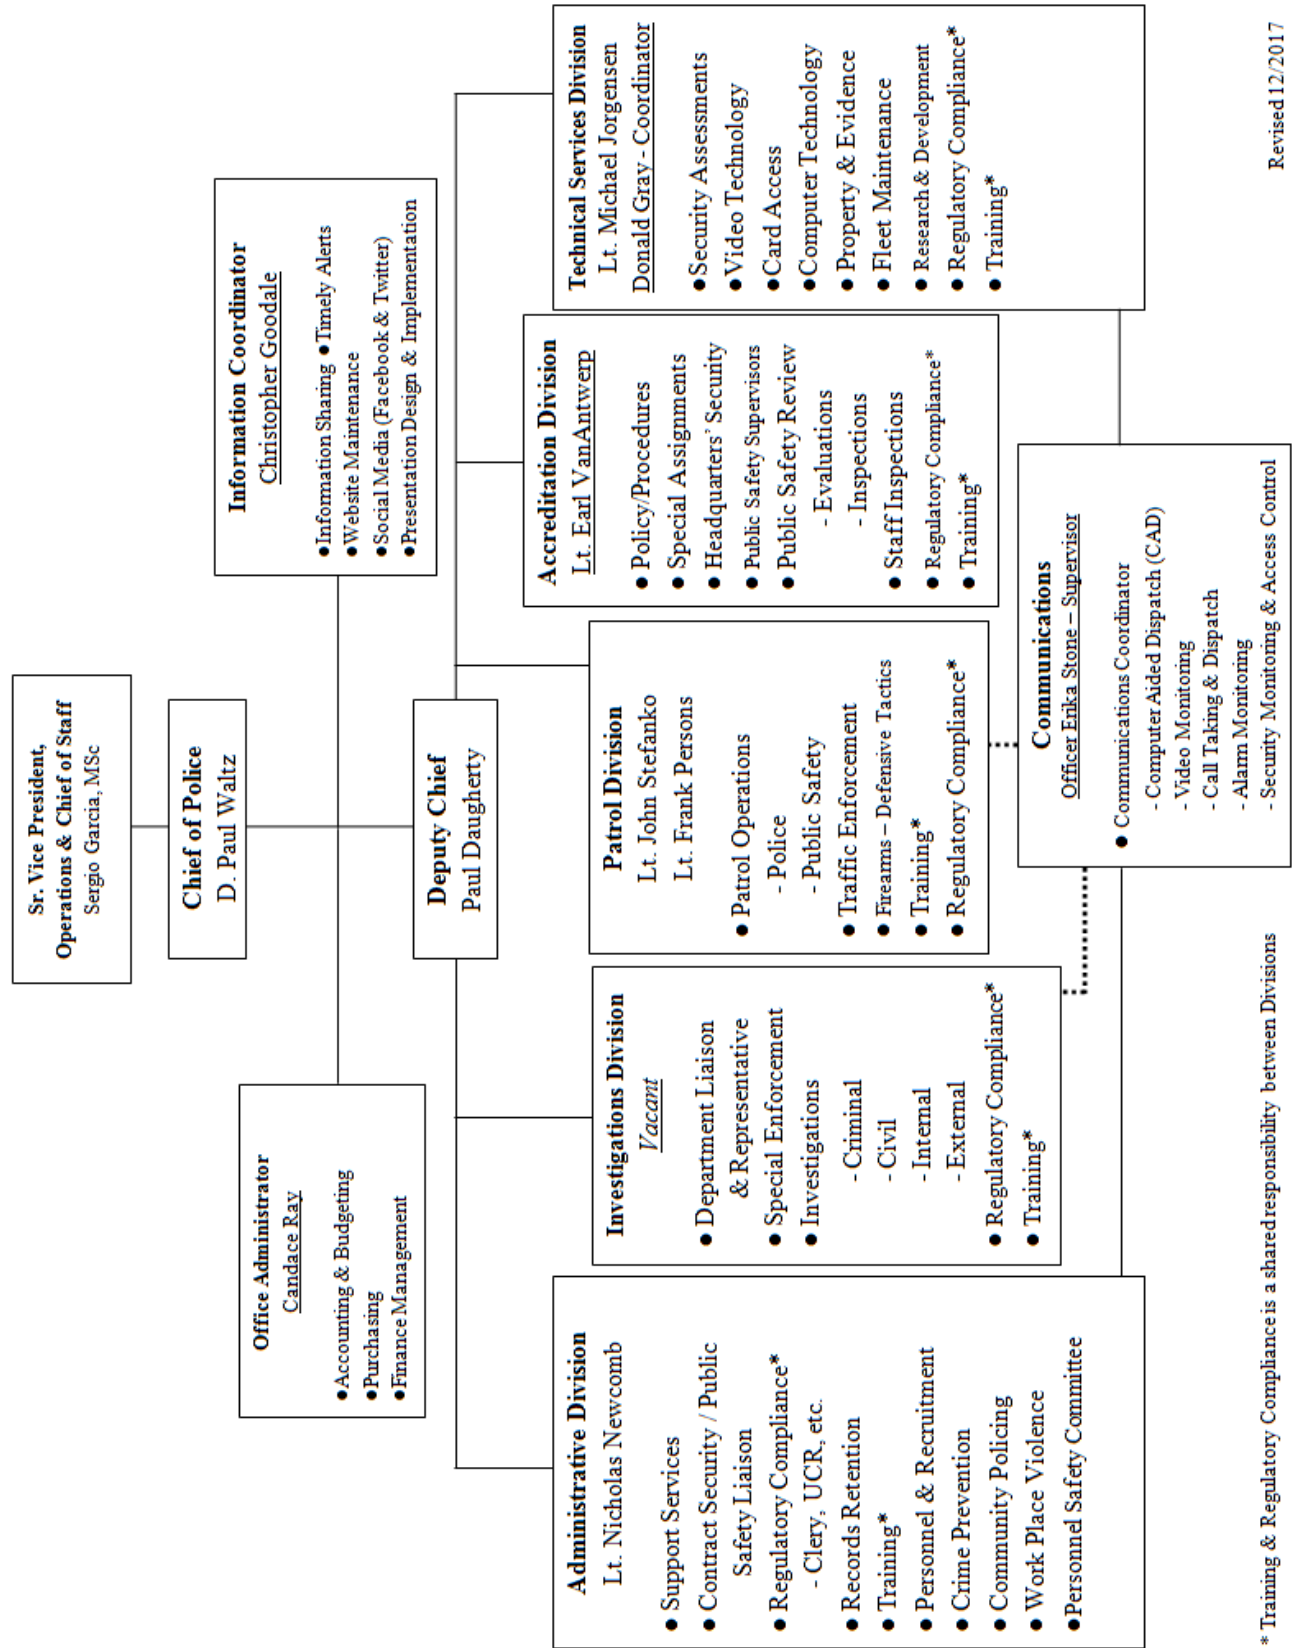 Sr. Vice President,
Operations & Chief of Staff
Sergio Garcia, MSc
Chief of Police
D. Paul Waltz
Office Administrator
Candace Ray
●Accounting & Budgeting
●Purchasing
●Finance Management
Information Coordinator
Christopher Goodale
●Information Sharing ●Timely Alerts
●Website Maintenance
●Social Media (Facebook & Twitter)
●Presentation Design & Implementation
Deputy Chief
Paul Daugherty
Administrative Division
Lt. Nicholas Newcomb
● Support Services
● Contract Security / Public
Safety Liaison
● Regulatory Compliance*
- Clery, UCR, etc.
● Records Retention
● Training*
● Personnel & Recruitment
● Crime Prevention
● Community Policing
● Work Place Violence
●Personnel Safety Committee
Investigations Division
Vacant
● Department Liaison
& Representative
● Special Enforcement
● Investigations
- Criminal
- Civil
- Internal
- External
● Regulatory Compliance*
● Training*
Patrol Division
Lt. John Stefanko
Lt. Frank Persons
● Patrol Operations
- Police
- Public Safety
● Traffic Enforcement
● Firearms – Defensive Tactics
● Training*
● Regulatory Compliance*
Accreditation Division
Lt. Earl VanAntwerp
● Policy/Procedures
● Special Assignments
● Headquarters' Security
● Public Safety Supervisors
● Public Safety Review
- Evaluations
- Inspections
● Staff Inspections
● Regulatory Compliance*
● Training*
Technical Services Division
Lt. Michael Jorgensen
Donald Gray - Coordinator
●Security Assessments
●Video Technology
●Card Access
●Computer Technology
● Property & Evidence
● Fleet Maintenance
● Research & Development
● Regulatory Compliance*
● Training*
Communications
Officer Erika Stone – Supervisor
● Communications Coordinator
- Computer Aided Dispatch (CAD)
- Video Monitoring
- Call Taking & Dispatch
- Alarm Monitoring
- Security Monitoring & Access Control
* Training & Regulatory Compliance is a shared responsibility between Divisions
Revised 12/2017